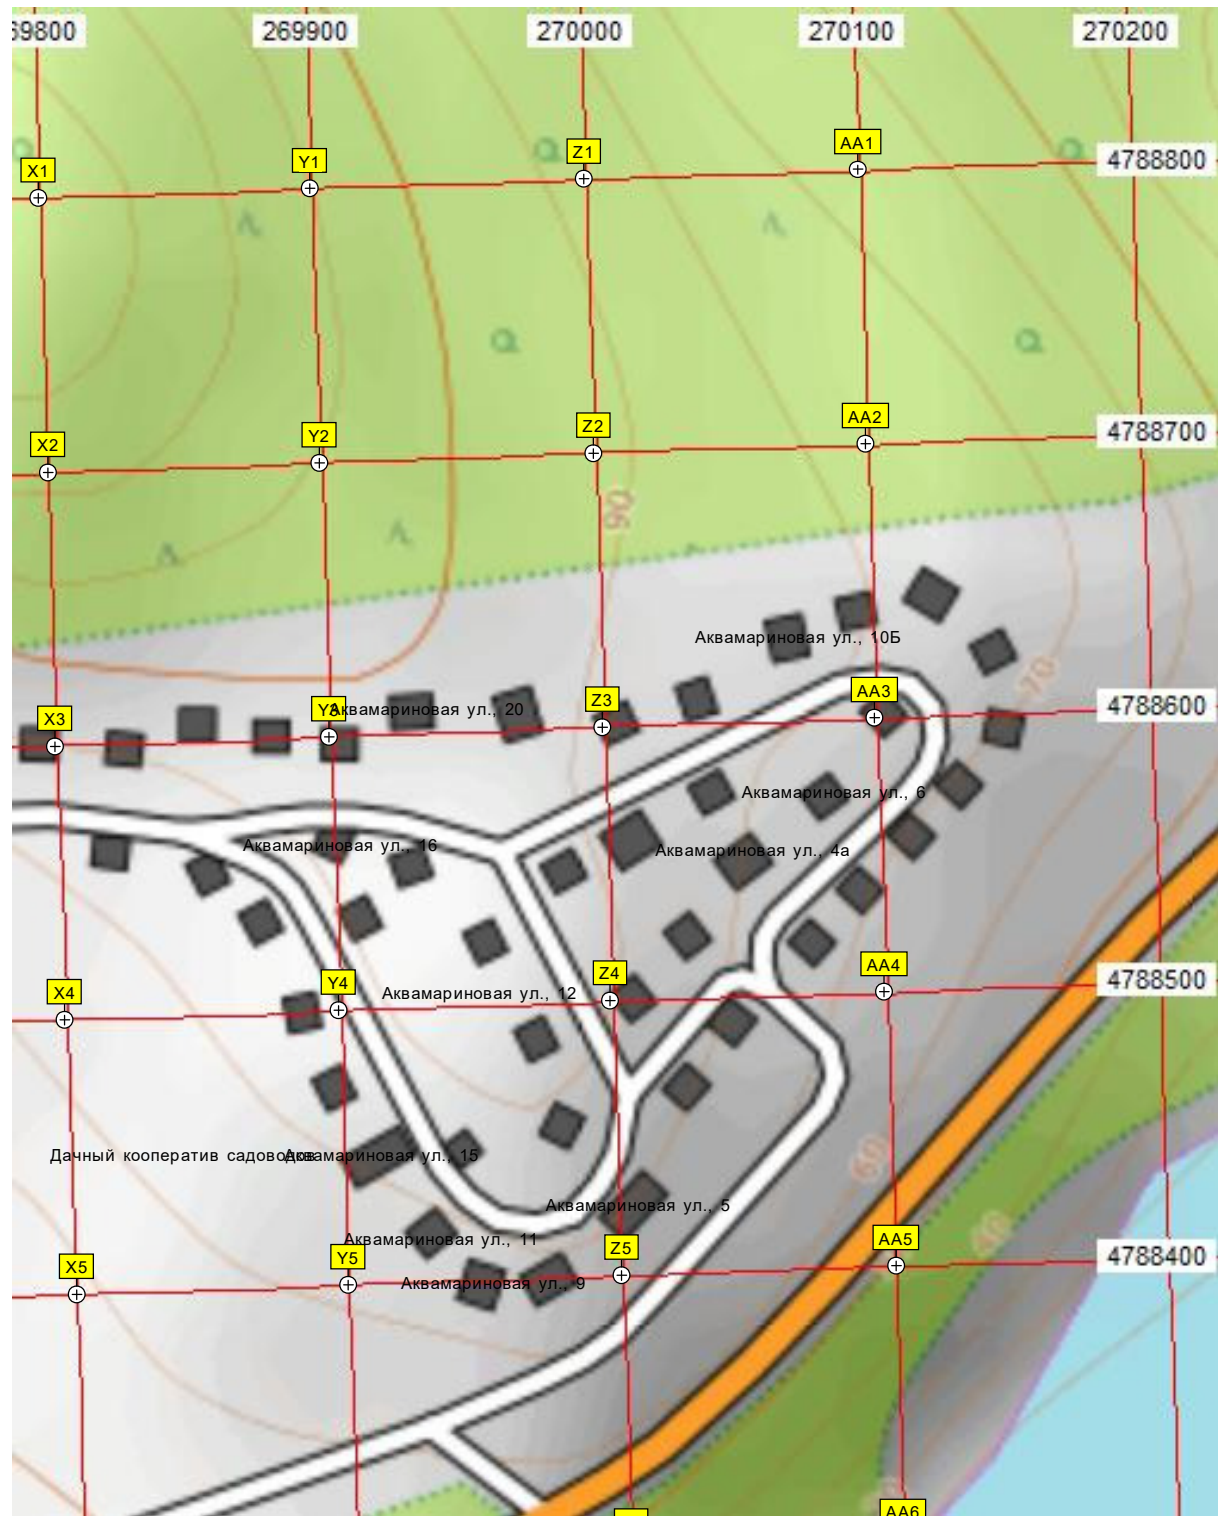 69800 269900 270000 270100 270200
X1 Y1 Z1 AA1 4788800
X2 Y2 Z2 AA2 4788700
90
Аквамариновая ул., 10Б
70
X3 Y3 Аквамариновая ул., 20 Z3 AA3 4788600
Аквамариновая ул., 6
Аквамариновая ул., 16
Аквамариновая ул., 4а
X4 Y4 Z4 AA4 4788500
Аквамариновая ул., 12
Дачный кооператив садоводов Аквамариновая ул., 15
60
Аквамариновая ул., 5
40
Аквамариновая ул., 11
X5 Y5 Z5 AA5 4788400
Аквамариновая ул., 9
AA6